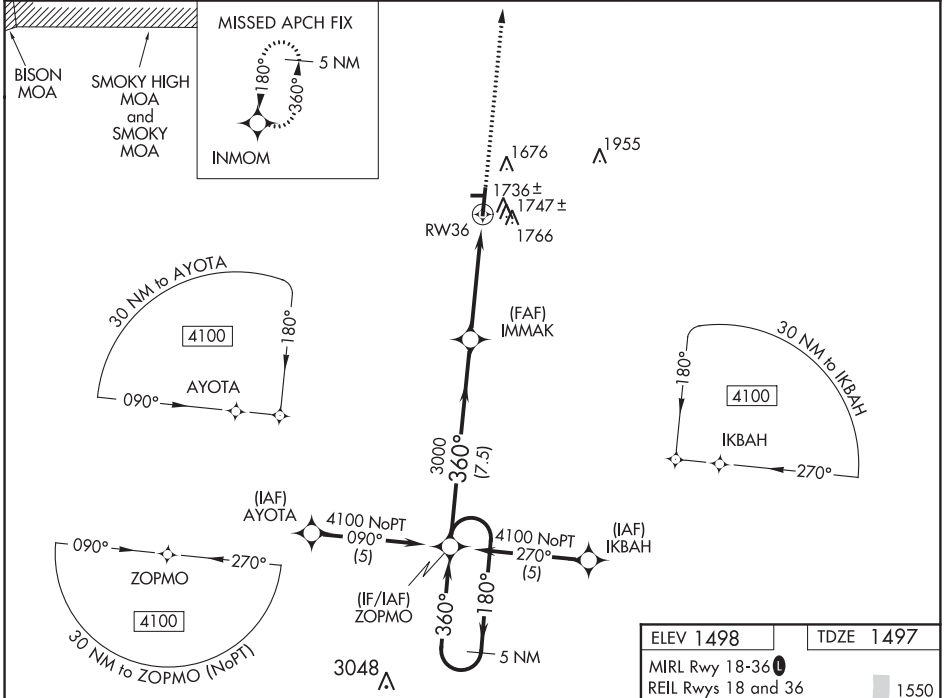 MISSED APCH FIX
5 NM
180°
360°
INMOM
BISON
MOA
SMOKY HIGH
MOA
and
SMOKY
MOA
1676
1955
1736 ±
1747 ±
1766
RW36
30 NM to AYOTA
4100
180°
AYOTA
090°
(FAF)
IMMAK
30 NM to IKBAH
180°
4100
IKBAH
270°
3000
360°
(7.5)
(IAF)
AYOTA
4100 NoPT
090°
(5)
4100 NoPT
270°
(5)
(IAF)
IKBAH
090°
270°
ZOPMO
4100
30 NM to ZOPMO (NoPT)
(IF/IAF)
ZOPMO
360°
180°
5 NM
3048
ELEV 1498
TDZE 1497
MIRL Rwy 18-36 L
REIL Rwys 18 and 36
1550